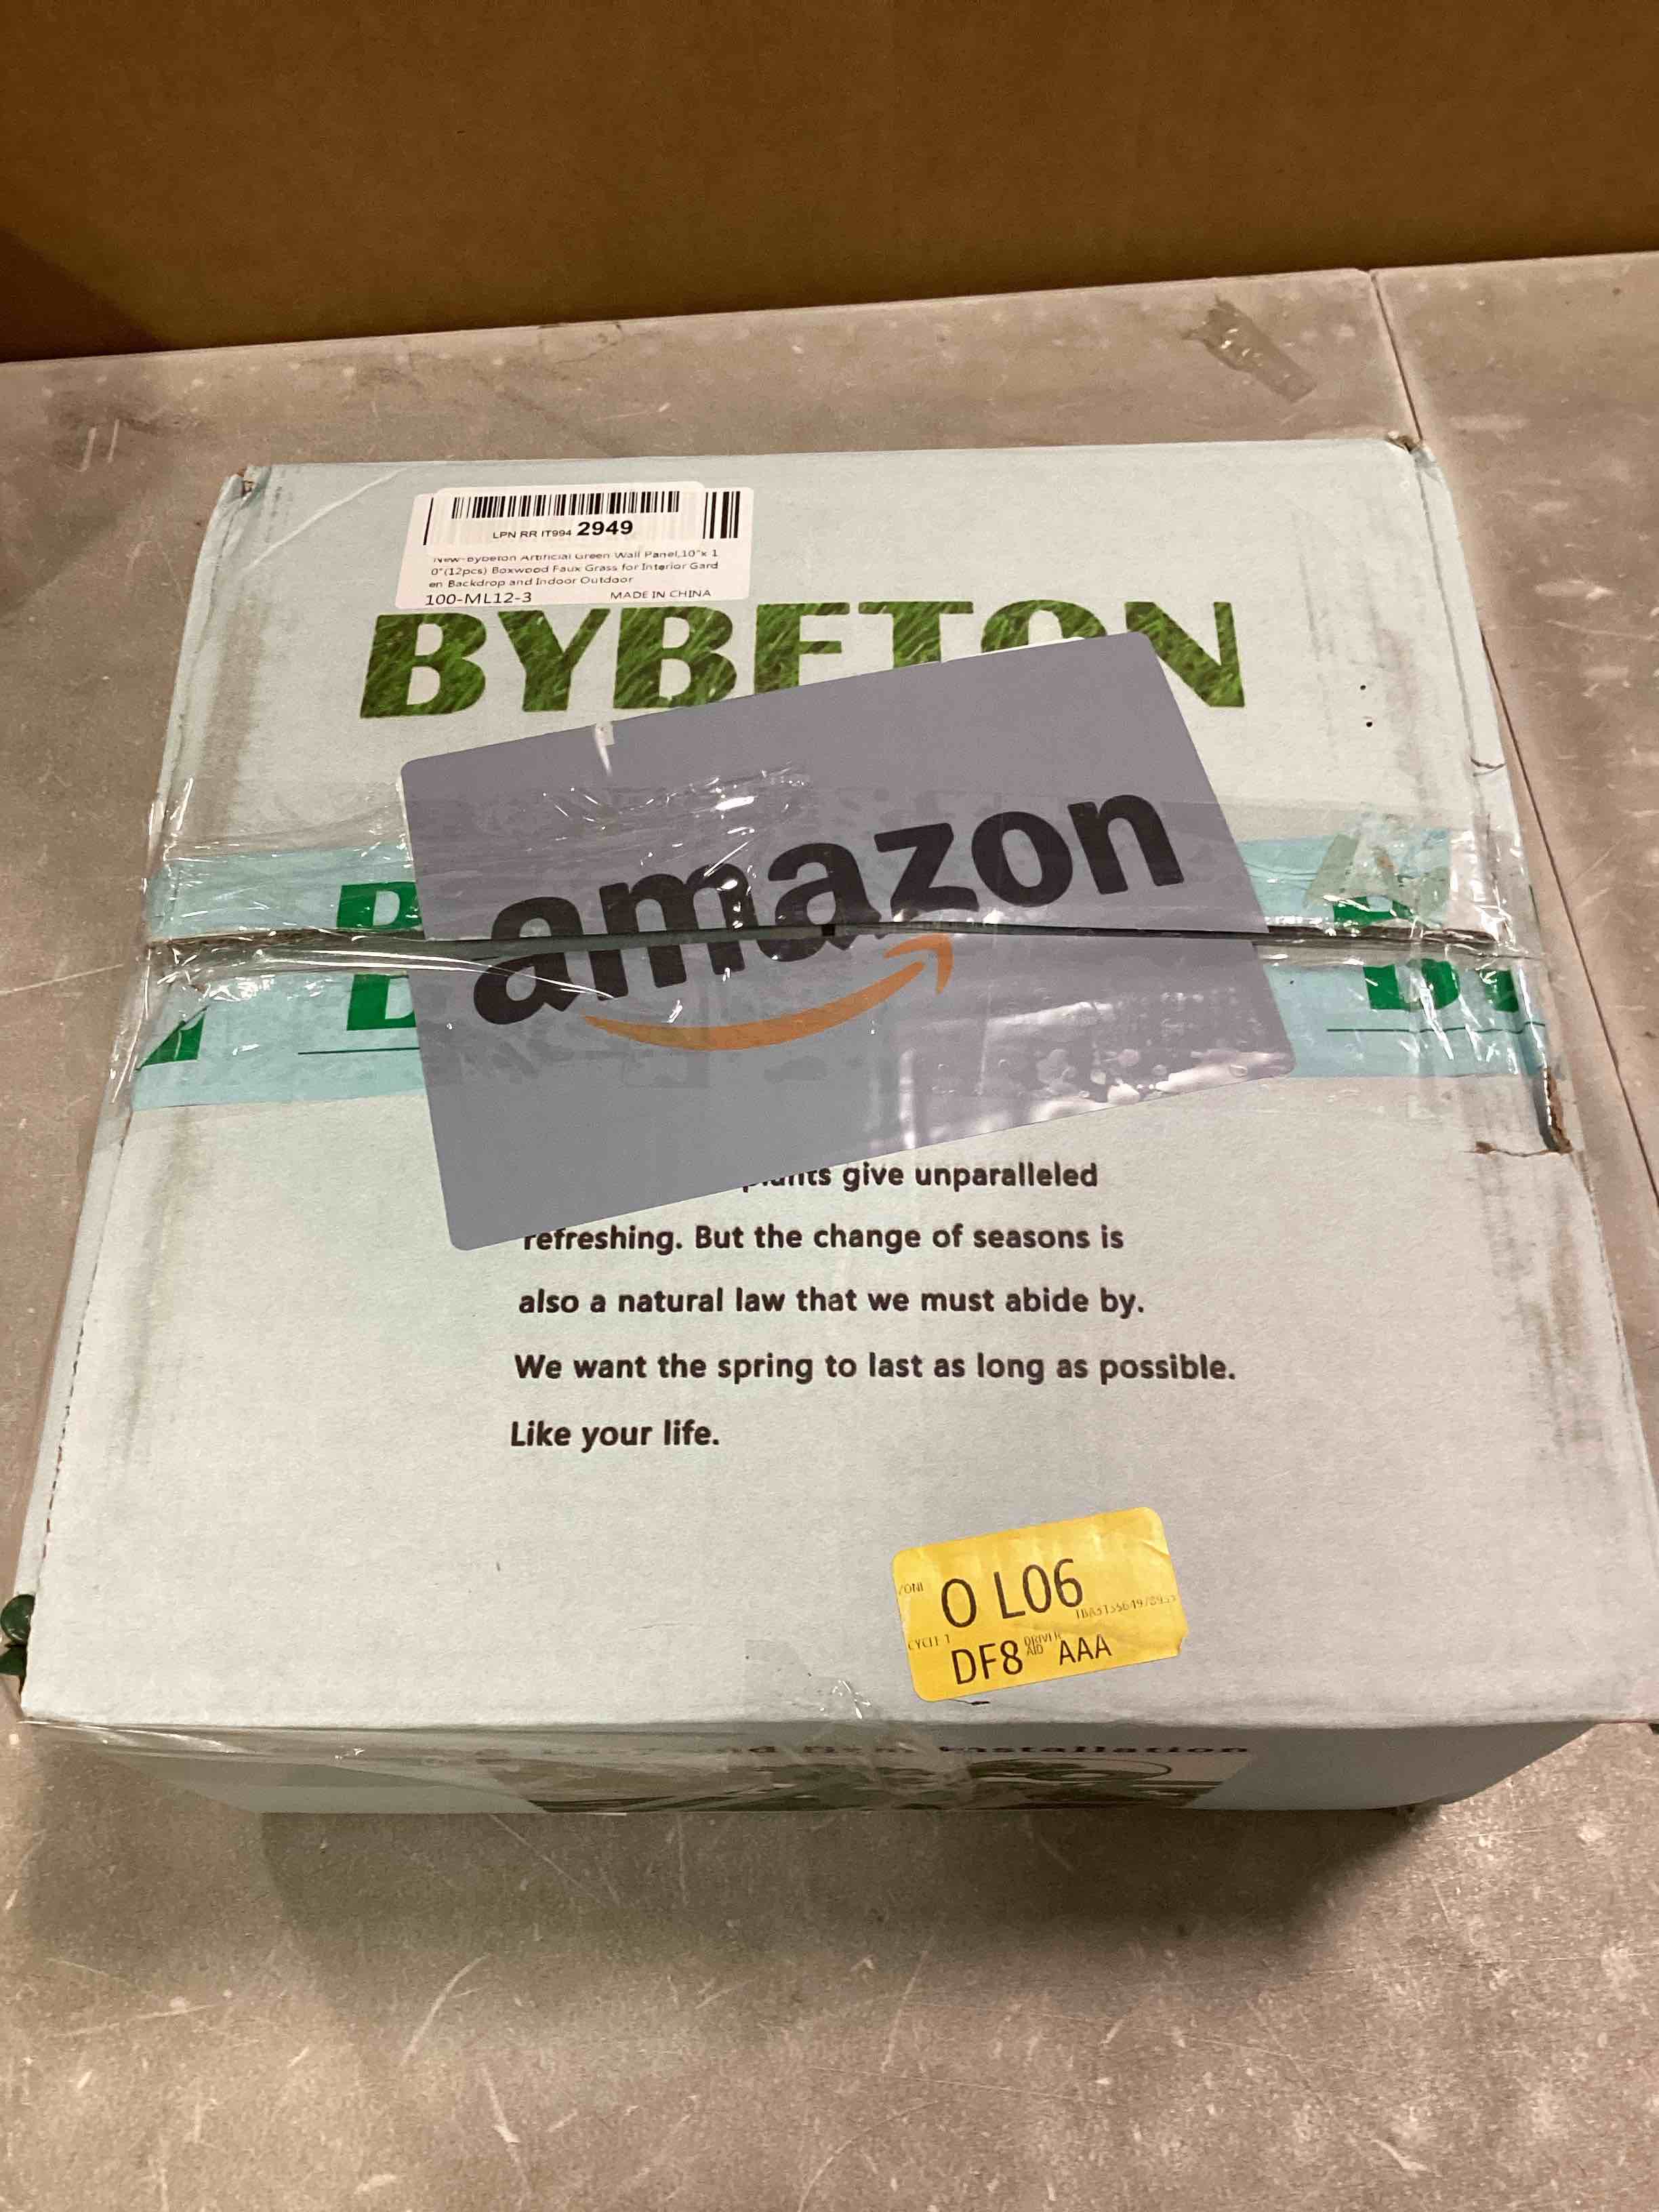 LPN RR IT994 2949
New-Bybeton Artificial Green Wall Panel,10"x 1
0"(12pcs) Boxwood Faux Grass for Interior Gard
en Backdrop and Indoor Outdoor
100-ML12-3 MADE IN CHINA
BYBETON
amazon
give unparalleled
refreshing. But the change of seasons is
also a natural law that we must abide by.
We want the spring to last as long as possible.
Like your life.
O L06
CYCLE 1
DF8 DRIVER AID AAA
Installation